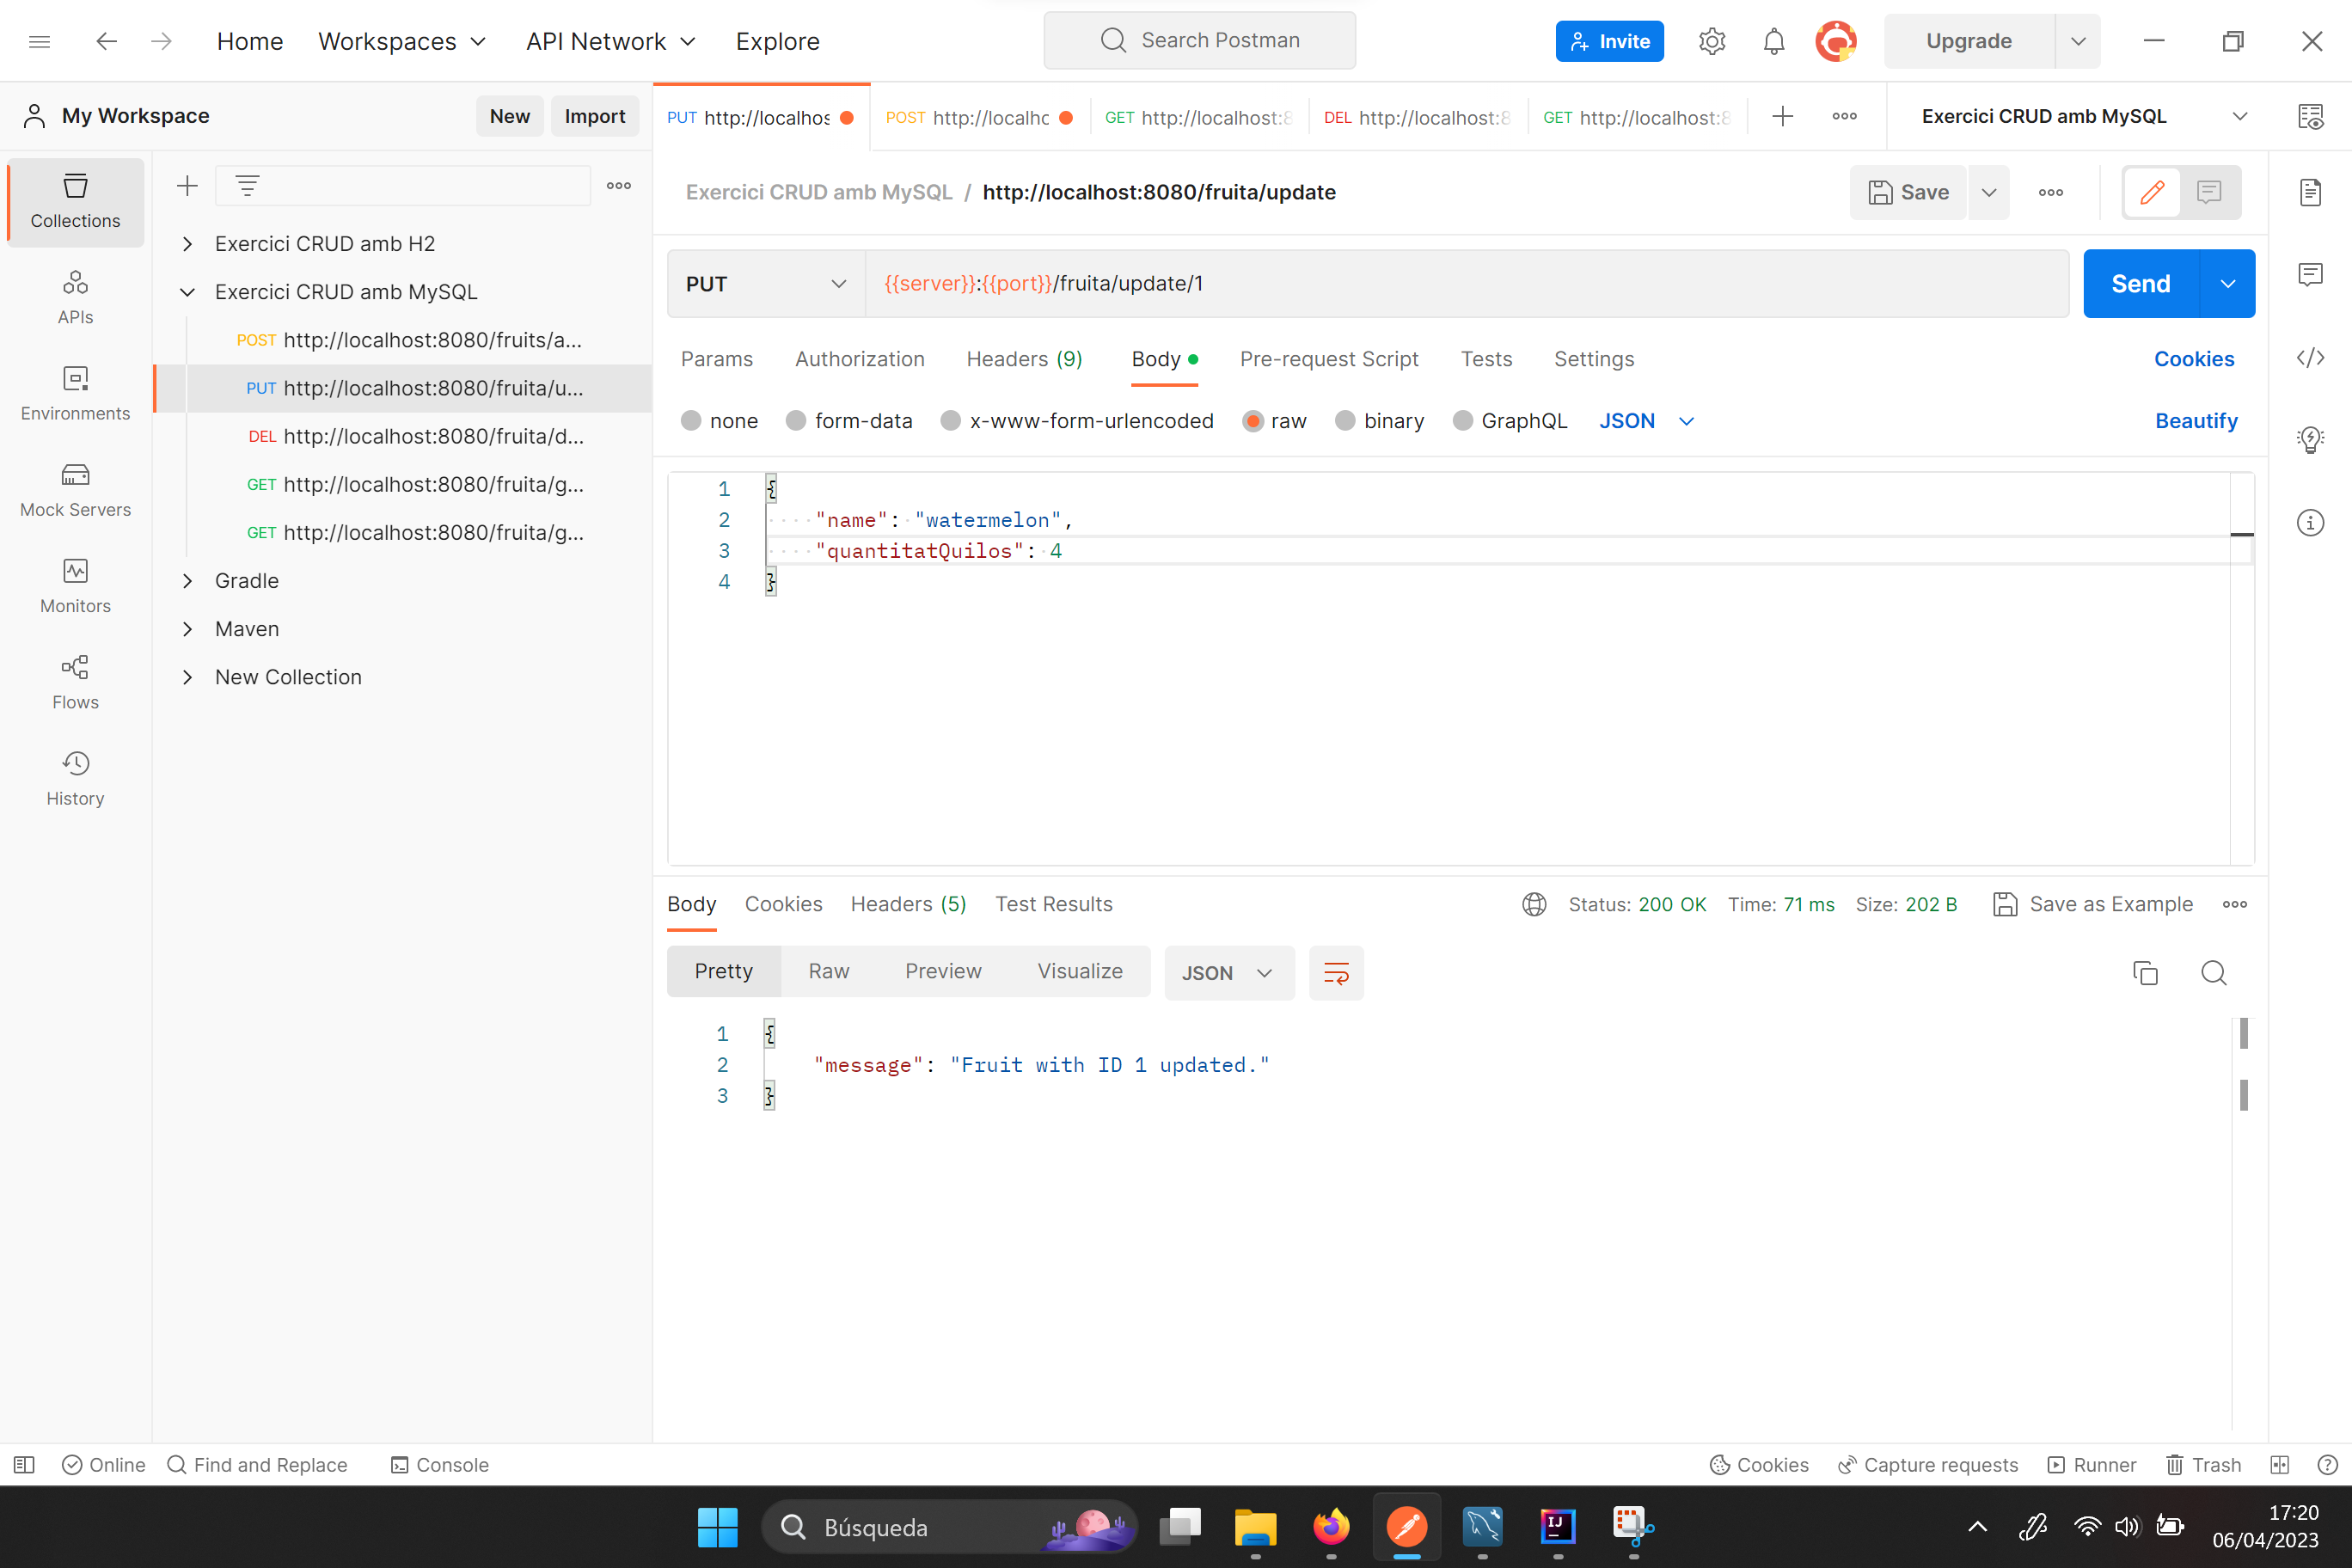 Home Workspaces API Network Explore Search Postman Invite Upgrade
My Workspace New Import
PUT http://localhos POST http://localhc GET http://localhost:8 DEL http://localhost:8 GET http://localhost:8 Exercici CRUD amb MySQL
Collections
APIs
Environments
Mock Servers
Monitors
Flows
History
Exercici CRUD amb H2
Exercici CRUD amb MySQL
POST http://localhost:8080/fruits/a...
PUT http://localhost:8080/fruita/u...
DEL http://localhost:8080/fruita/d...
GET http://localhost:8080/fruita/g...
GET http://localhost:8080/fruita/g...
Gradle
Maven
New Collection
Exercici CRUD amb MySQL / http://localhost:8080/fruita/update Save
PUT {{server}}:{{port}}/fruita/update/1 Send
Params Authorization Headers (9) Body Pre-request Script Tests Settings Cookies
none form-data x-www-form-urlencoded raw binary GraphQL JSON Beautify
1 {
2 "name": "watermelon",
3 "quantitatQuilos": 4
4 }
Body Cookies Headers (5) Test Results Status: 200 OK Time: 71 ms Size: 202 B Save as Example
Pretty Raw Preview Visualize JSON
1 {
2 "message": "Fruit with ID 1 updated."
3 }
Online Find and Replace Console Cookies Capture requests Runner Trash
Búsqueda
IJ
17:20
06/04/2023